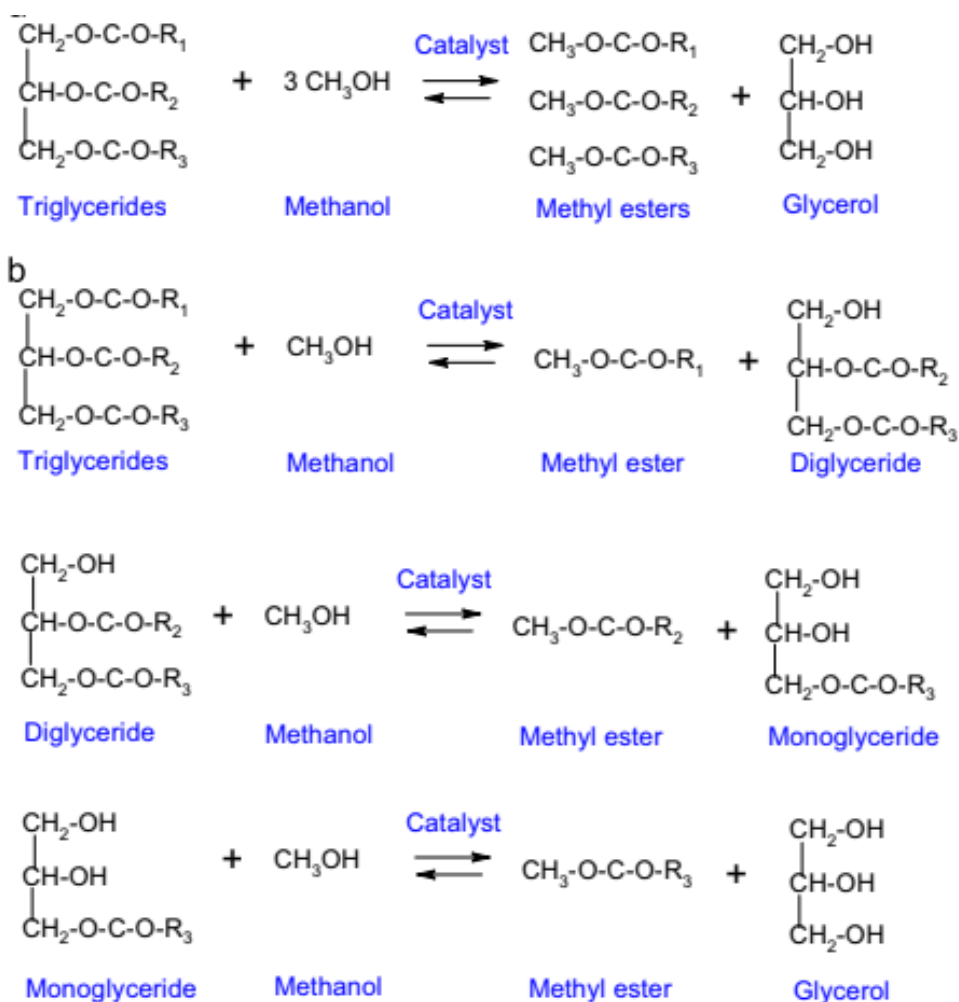 CH₂-O-C-O-R₁ CH₃-O-C-O-R₁ CH₂-OH
Catalyst
CH-O-C-O-R₂ + 3 CH₃OH CH₃-O-C-O-R₂ + CH-OH
CH₂-O-C-O-R₃ CH₃-O-C-O-R₃ CH₂-OH
Triglycerides Methanol Methyl esters Glycerol
b
CH₂-O-C-O-R₁ Catalyst CH₂-OH
CH-O-C-O-R₂ + CH₃OH CH₃-O-C-O-R₁ + CH-O-C-O-R₂
CH₂-O-C-O-R₃ CH₂-O-C-O-R₃
Triglycerides Methanol Methyl ester Diglyceride
CH₂-OH Catalyst CH₂-OH
CH-O-C-O-R₂ + CH₃OH CH₃-O-C-O-R₂ + CH-OH
CH₂-O-C-O-R₃ CH₂-O-C-O-R₃
Diglyceride Methanol Methyl ester Monoglyceride
CH₂-OH Catalyst CH₂-OH
CH-OH + CH₃OH CH₃-O-C-O-R₃ + CH-OH
CH₂-O-C-O-R₃ CH₂-OH
Monoglyceride Methanol Methyl ester Glycerol